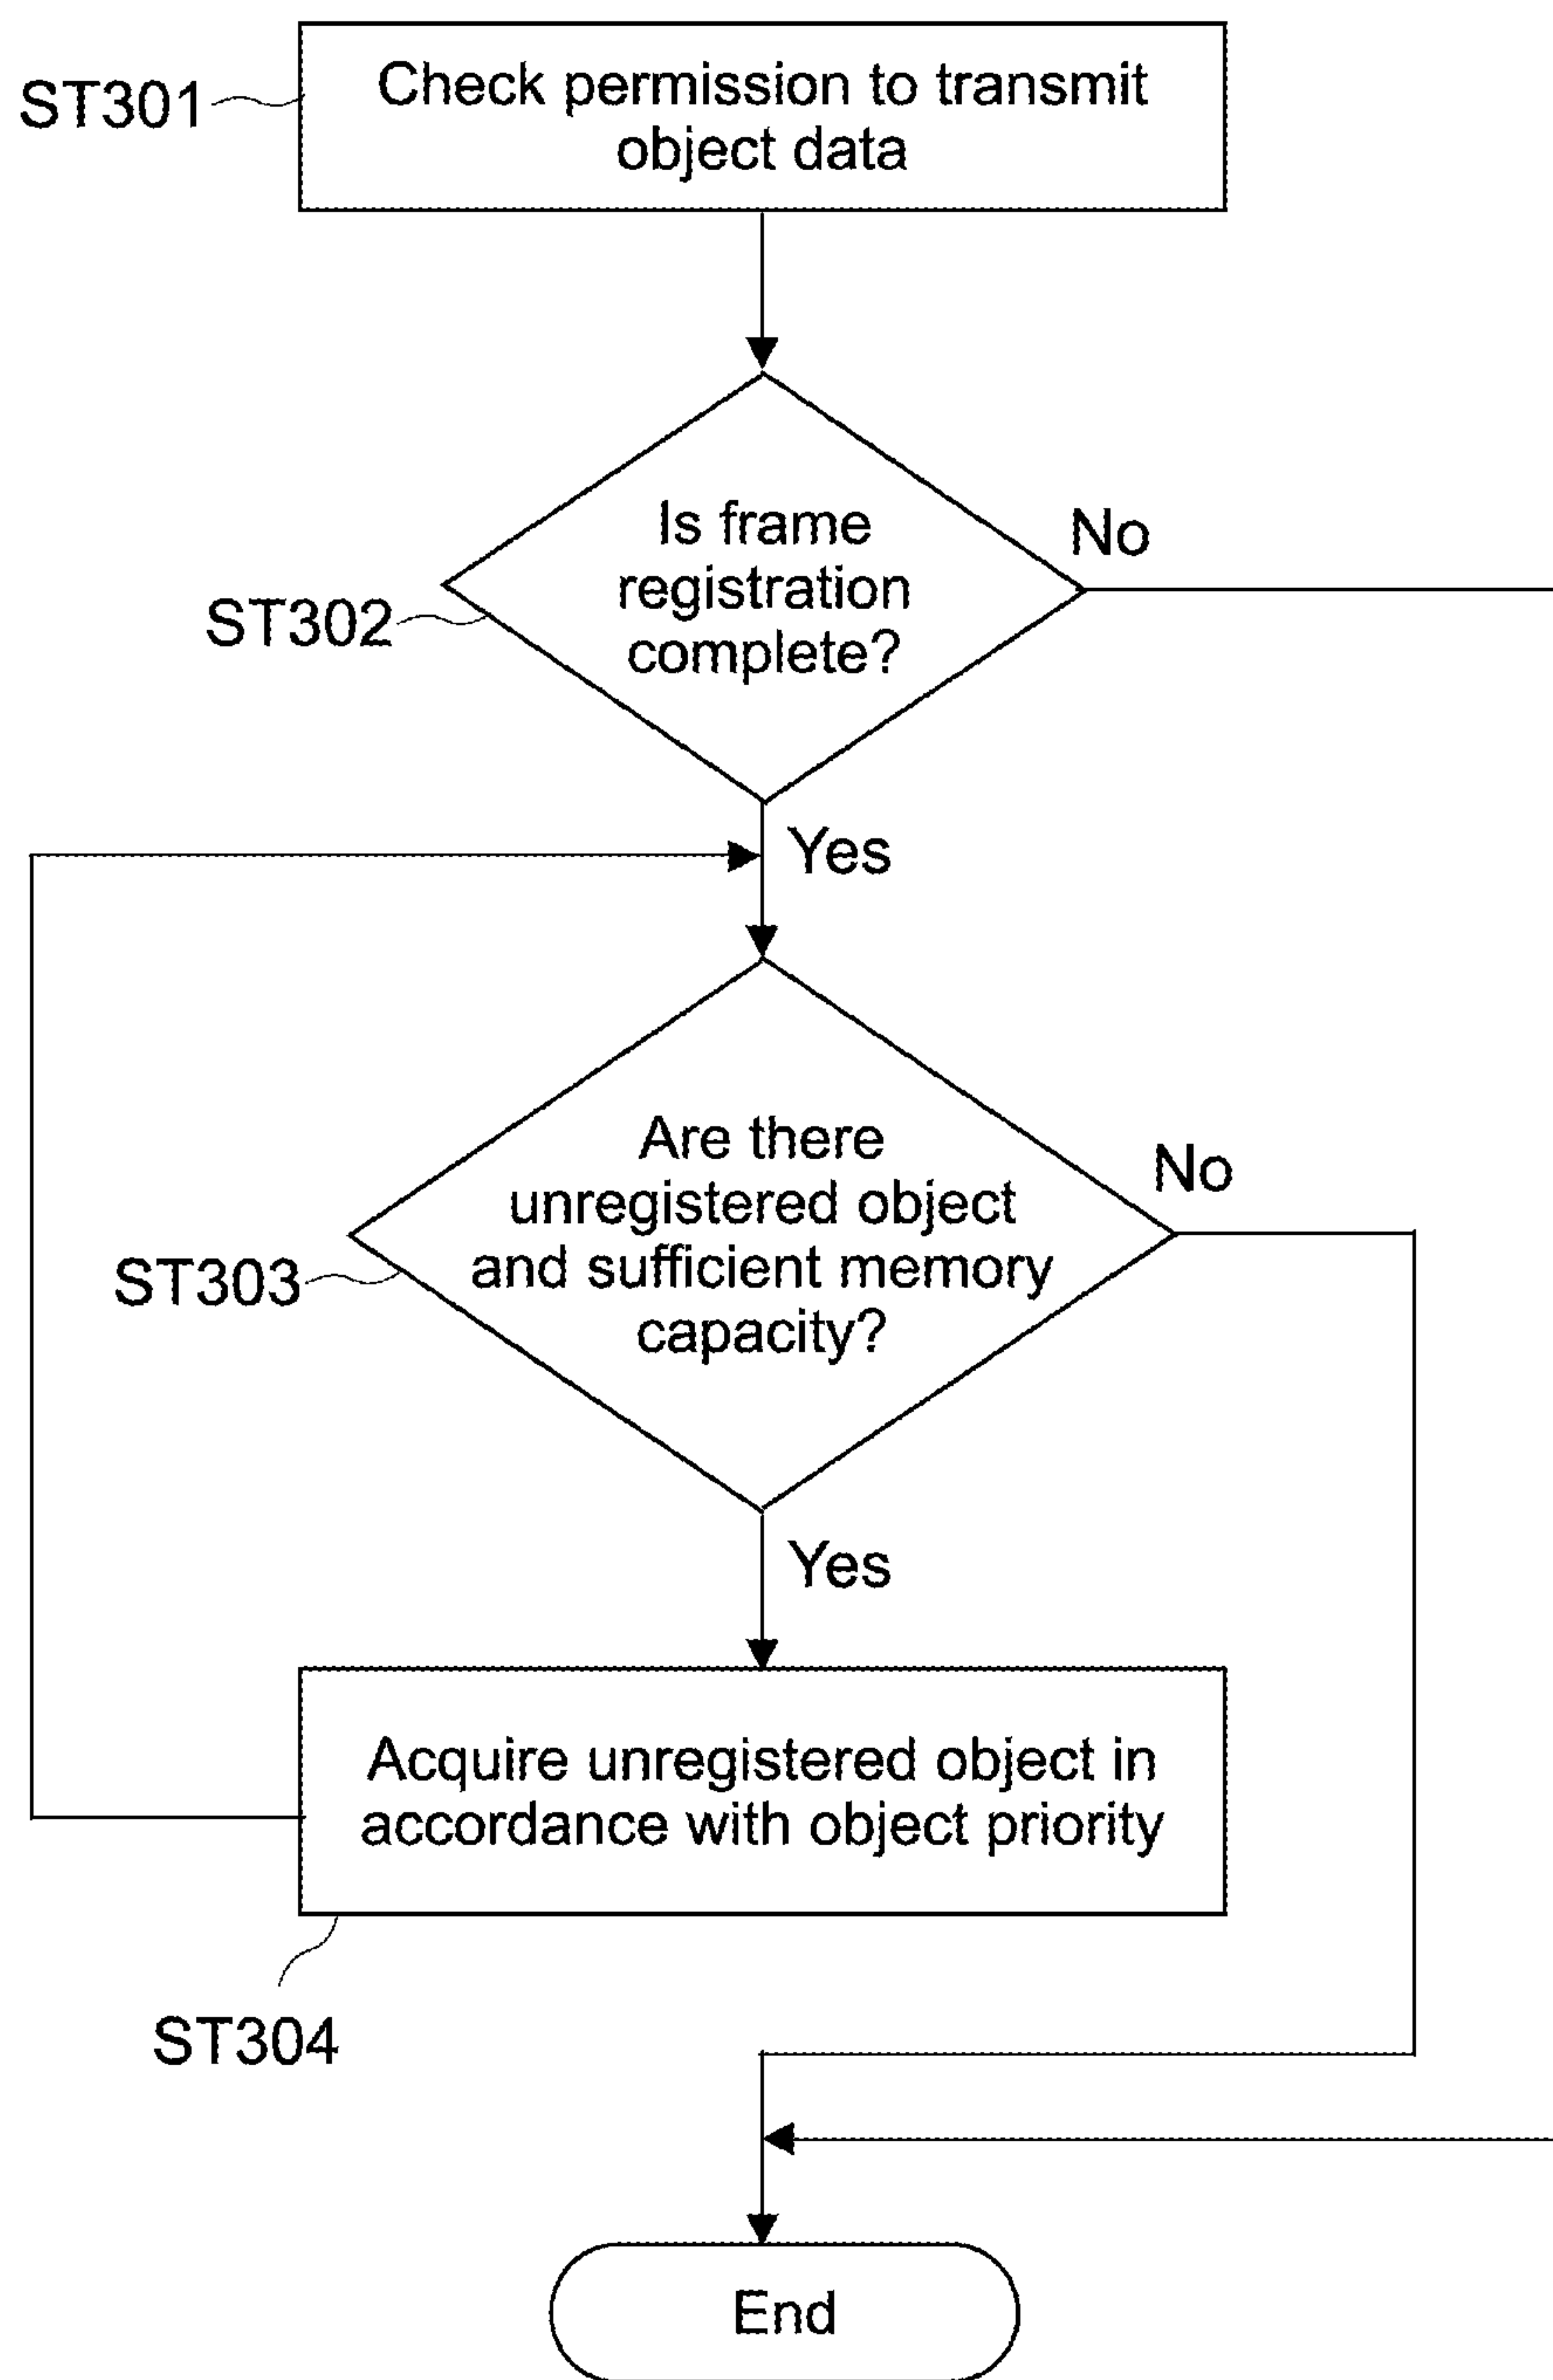 ST301
Check permission to transmit
object data
Is frame
registration
complete?
No
ST302
Yes
Are there
unregistered object
and sufficient memory
capacity?
No
ST303
Yes
Acquire unregistered object in
accordance with object priority
ST304
End